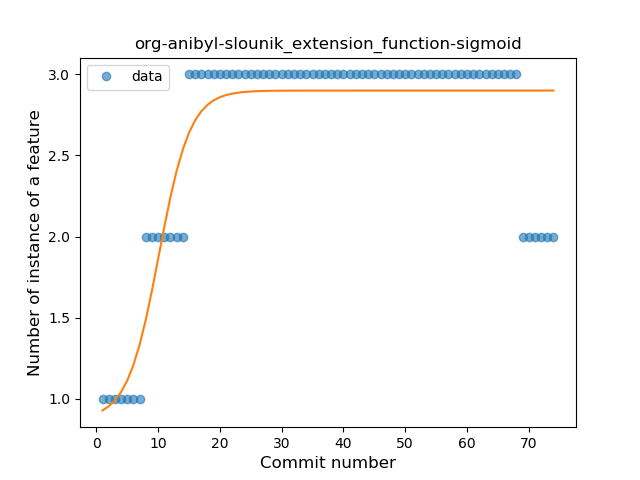 org-anibyl-slounik_extension_function-sigmoid
data
3.0
2.5
2.0
1.5
1.0
Number of instance of a feature
0 10 20 30 40 50 60 70
Commit number